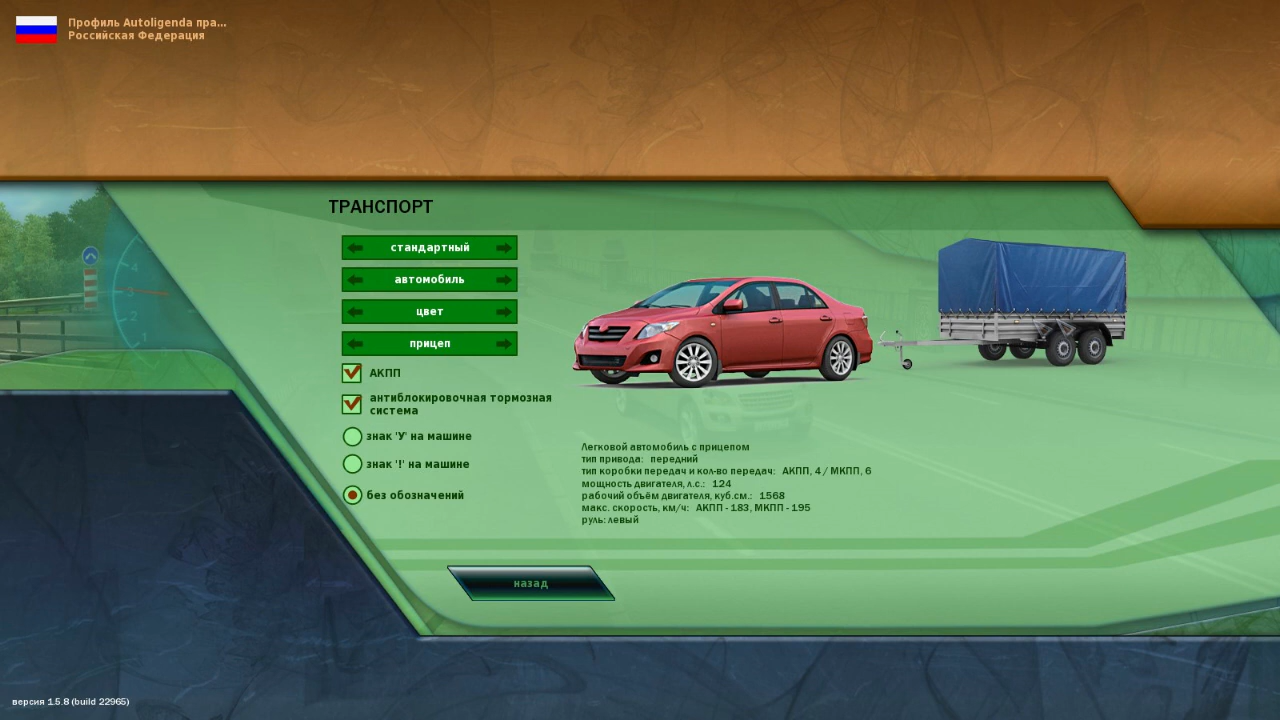 Профиль Autoligenda пра...
Российская Федерация
ТРАНСПОРТ
стандартный
автомобиль
цвет
прицеп
АКПП
антиблокировочная тормозная
система
знак 'У' на машине
знак '!' на машине
без обозначений
Легковой автомобиль с прицепом
тип привода: передний
тип коробки передач и кол-во передач: АКПП, 4 / МКПП, 6
мощность двигателя, л.с.: 124
рабочий объём двигателя, куб.см.: 1568
макс. скорость, км/ч: АКПП - 183, МКПП - 195
руль: левый
назад
версия 1.5.8 (build 22965)